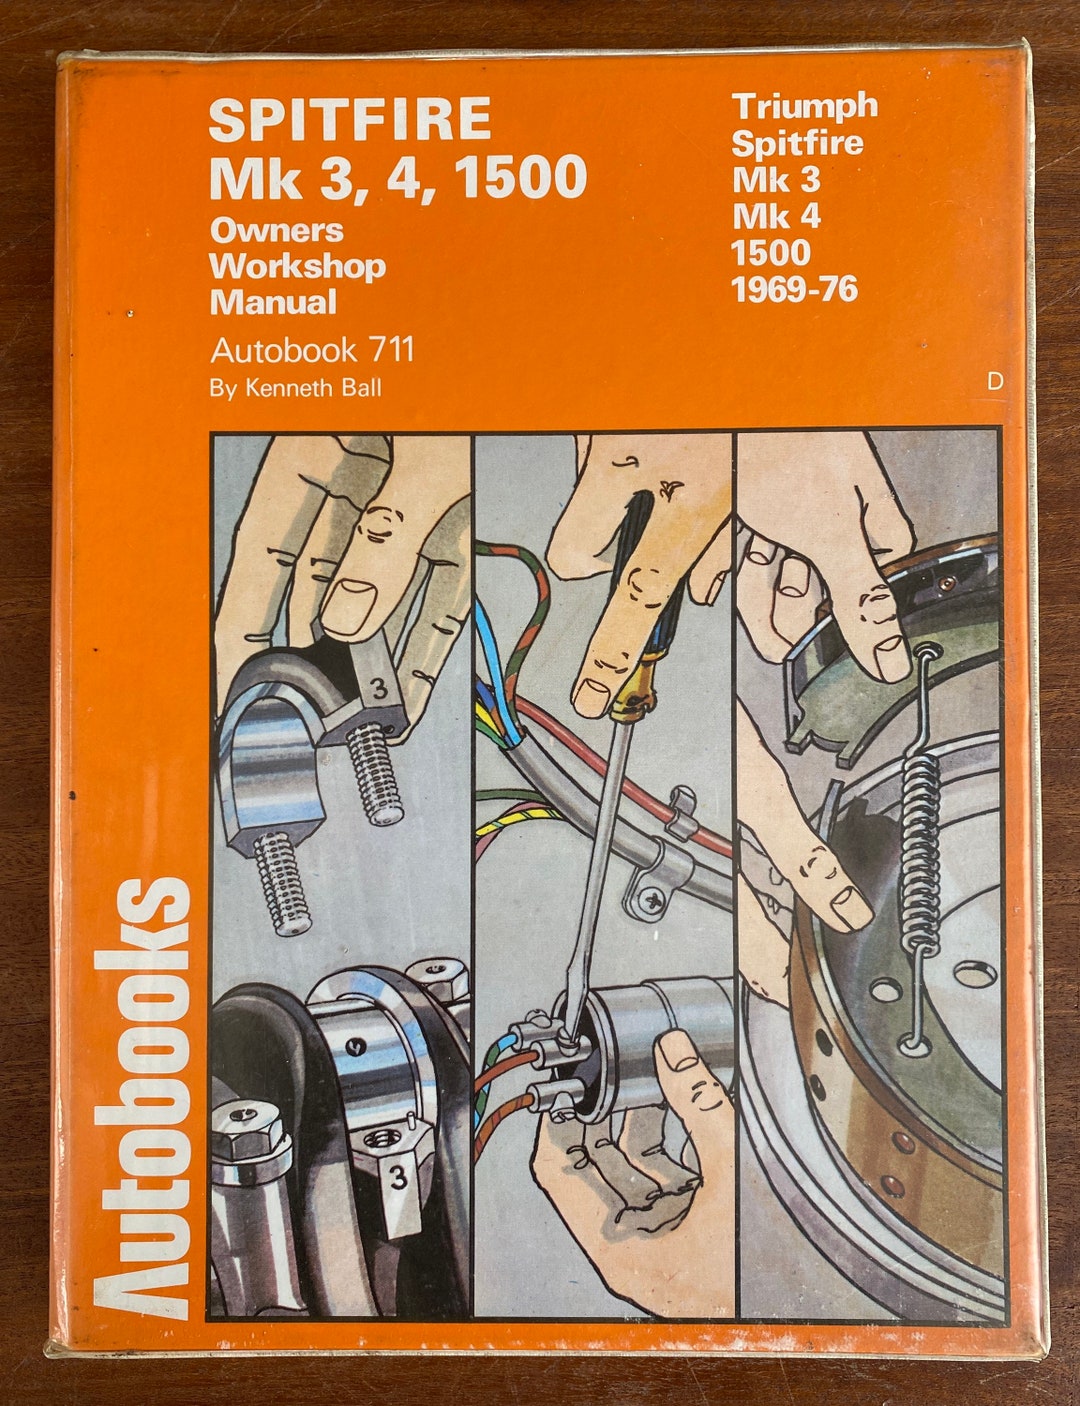 SPITFIRE
Mk 3, 4, 1500
Owners
Workshop
Manual
Autobook 711
By Kenneth Ball
Triumph
Spitfire
Mk 3
Mk 4
1500
1969-76
D
3
3
Autobooks